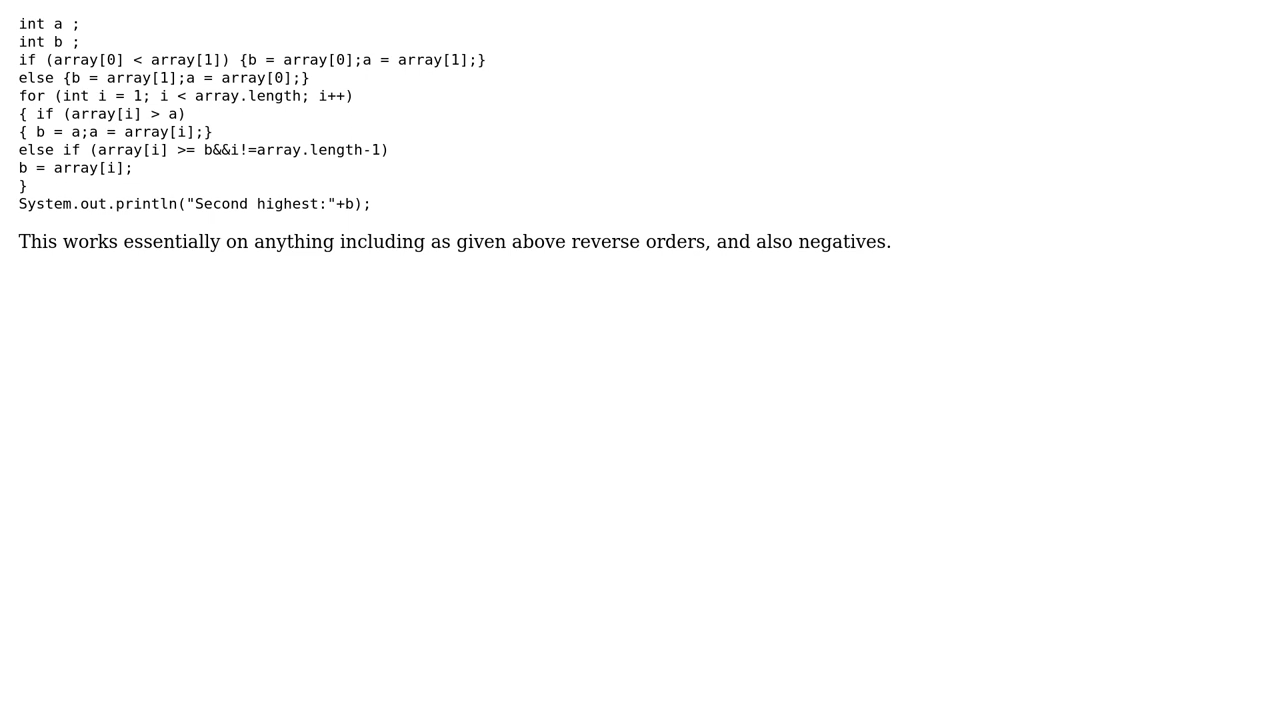 int a ;
int b ;
if (array[0] < array[1]) {b = array[0];a = array[1];}
else {b = array[1];a = array[0];}
for (int i = 1; i < array.length; i++)
{ if (array[i] > a)
{ b = a;a = array[i];}
else if (array[i] >= b&&i!=array.length-1)
b = array[i];
}
System.out.println("Second highest:"+b);
This works essentially on anything including as given above reverse orders, and also negatives.